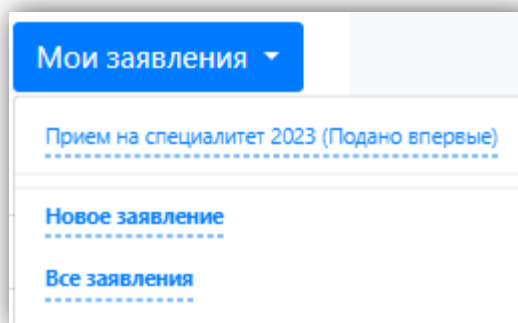 Мои заявления
Прием на специалитет 2023 (Подано впервые)
Новое заявление
Все заявления